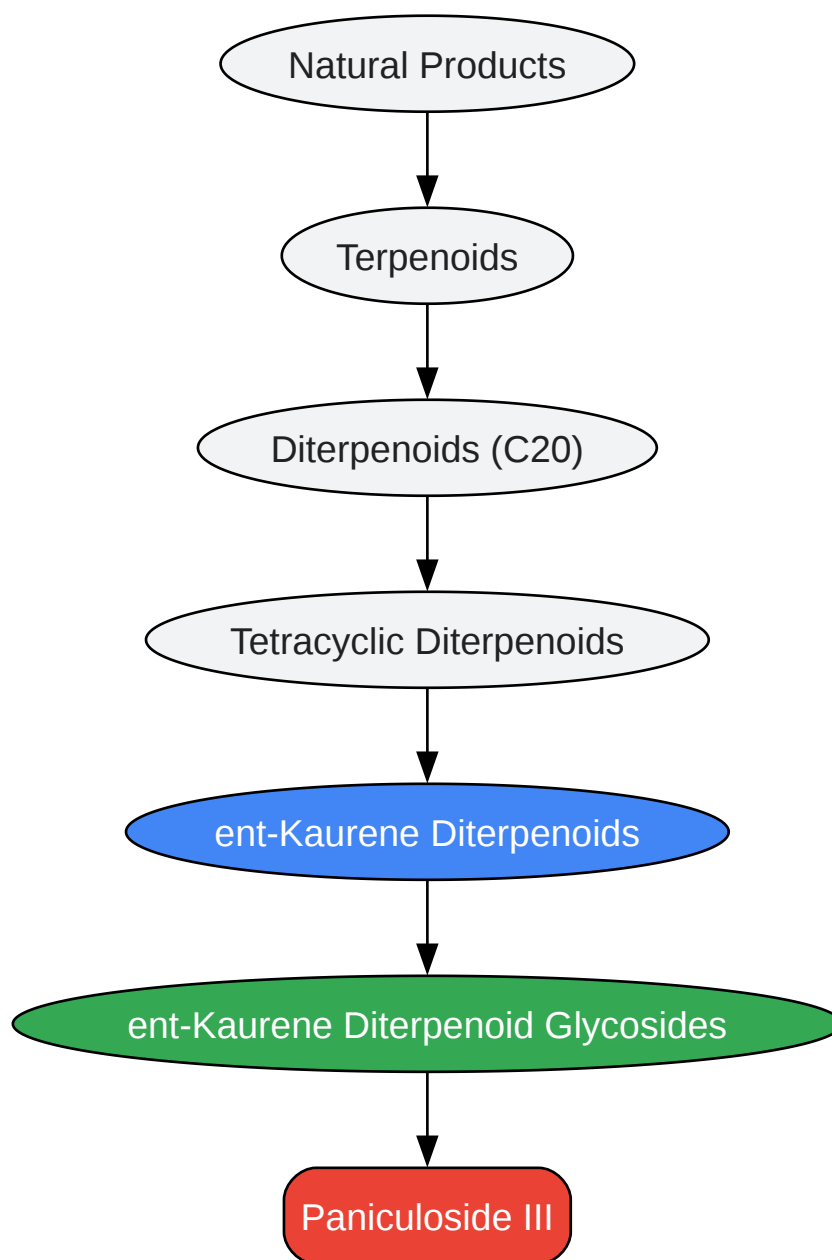 Natural Products
Terpenoids
Diterpenoids (C20)
Tetracyclic Diterpenoids
ent-Kaurene Diterpenoids
ent-Kaurene Diterpenoid Glycosides
Paniculoside III